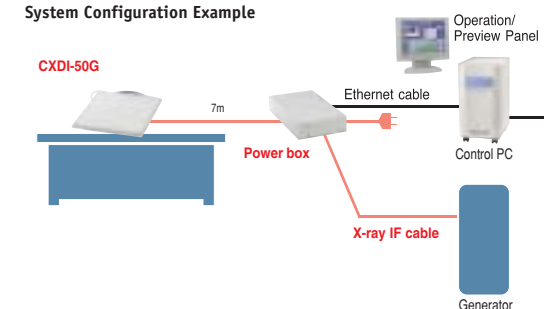 System Configuration Example
Operation/
Preview Panel
CXDI-50G
7m
Ethernet cable
Power box
Control PC
X-ray IF cable
Generator